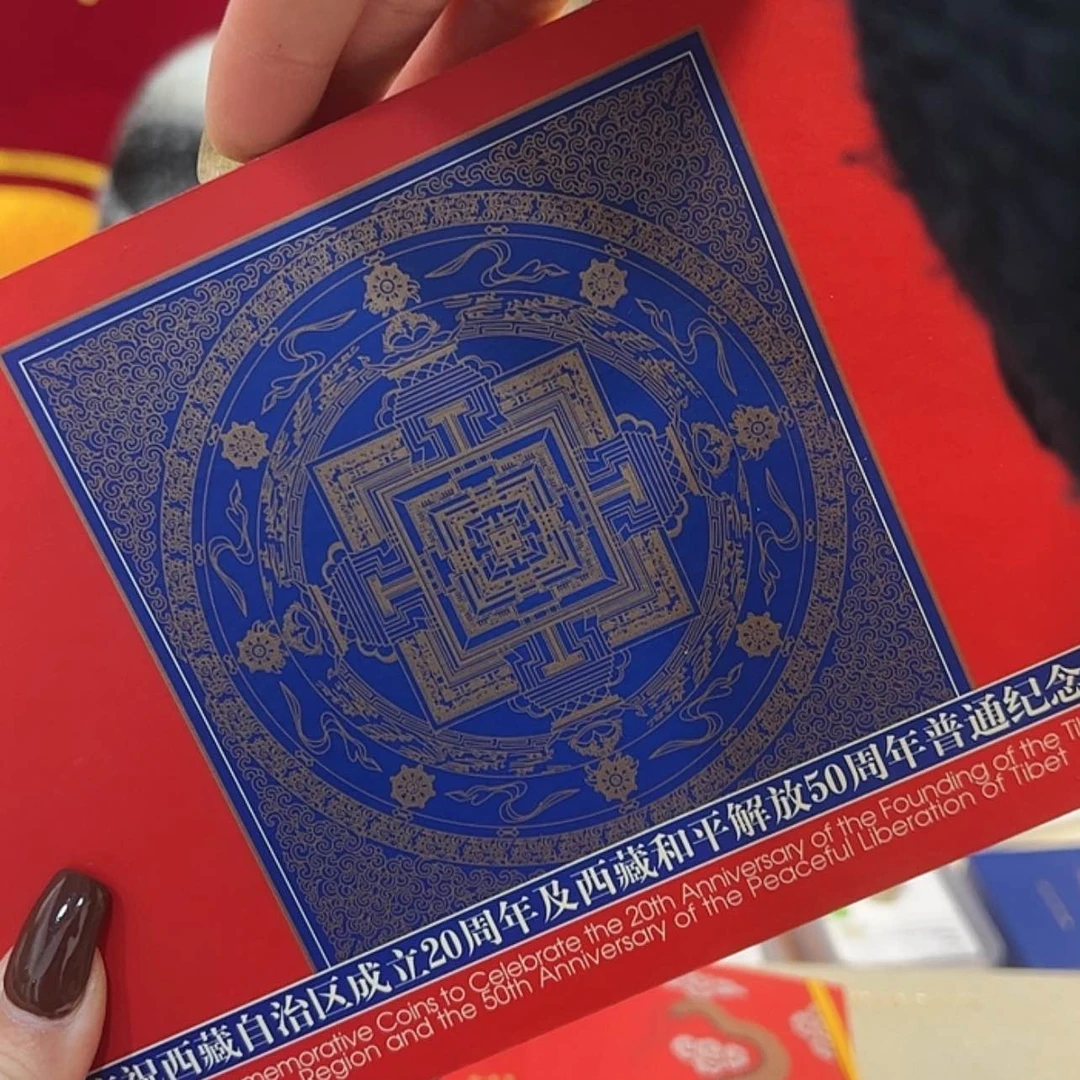 祝西藏自治区成立20周年及西藏和平解放50周年普通纪念
Coins to Celebrate the 20th Anniversary of the Founding of the
Region and the 50th Anniversary of the Peaceful Liberation of Tibet